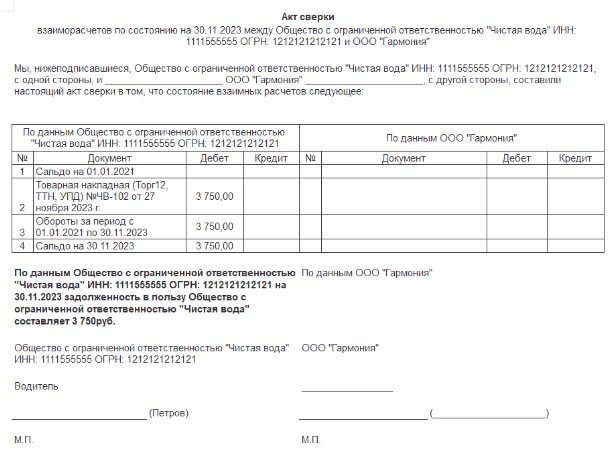 Акт сверки
взаиморасчетов по состоянию на 30.11.2023 между Общество с ограниченной ответственностью "Чистая вода" ИНН:
1111555555 ОГРН: 1212121212121 и ООО "Гармония"
Мы, нижеподписавшиеся, Общество с ограниченной ответственностью "Чистая вода" ИНН: 1111555555 ОГРН: 1212121212121,
с одной стороны, и ______________________ ООО "Гармония" ______________________, с другой стороны, составили
настоящий акт сверки в том, что состояние взаимных расчетов следующее:
По данным Общество с ограниченной ответственностью
"Чистая вода" ИНН: 1111555555 ОГРН: 1212121212121
По данным ООО "Гармония"
№ Документ Дебет Кредит № Документ Дебет Кредит
1 Сальдо на 01.01.2021
Товарная накладная (Торг12,
ТТН, УПД) №ЧВ-102 от 27
2 ноября 2023 г. 3 750,00
Обороты за период с
3 01.01.2021 по 30.11.2023 3 750,00
4 Сальдо на 30.11.2023 3 750,00
По данным Общество с ограниченной ответственностью
"Чистая вода" ИНН: 1111555555 ОГРН: 1212121212121 на
30.11.2023 задолженность в пользу Общество с
ограниченной ответственностью "Чистая вода"
составляет 3 750руб.
По данным ООО "Гармония"
Общество с ограниченной ответственностью "Чистая вода"
ИНН: 1111555555 ОГРН: 1212121212121
ООО "Гармония"
Водитель _________________
_________________________ (Петров) _________________________ (_____________________)
М.П. М.П.